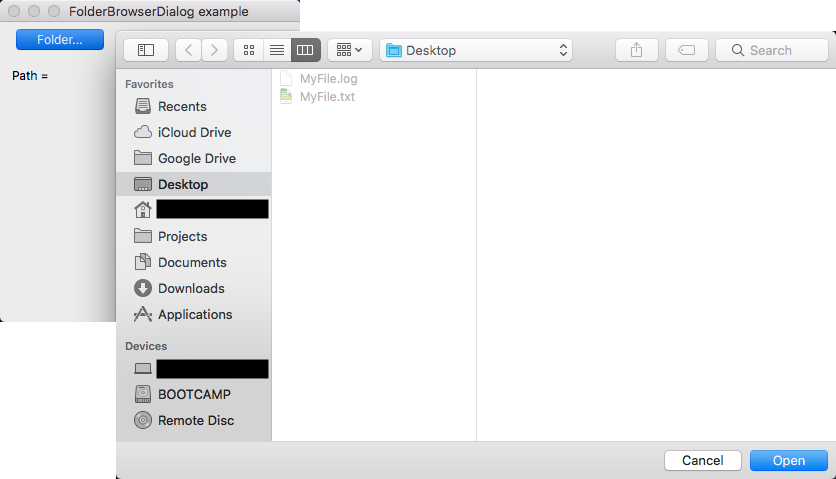 FolderBrowserDialog example
Folder...
Path =
Desktop
Search
Favorites
Recents
iCloud Drive
Google Drive
Desktop
Projects
Documents
Downloads
Applications
Devices
BOOTCAMP
Remote Disc
MyFile.log
MyFile.txt
Cancel
Open